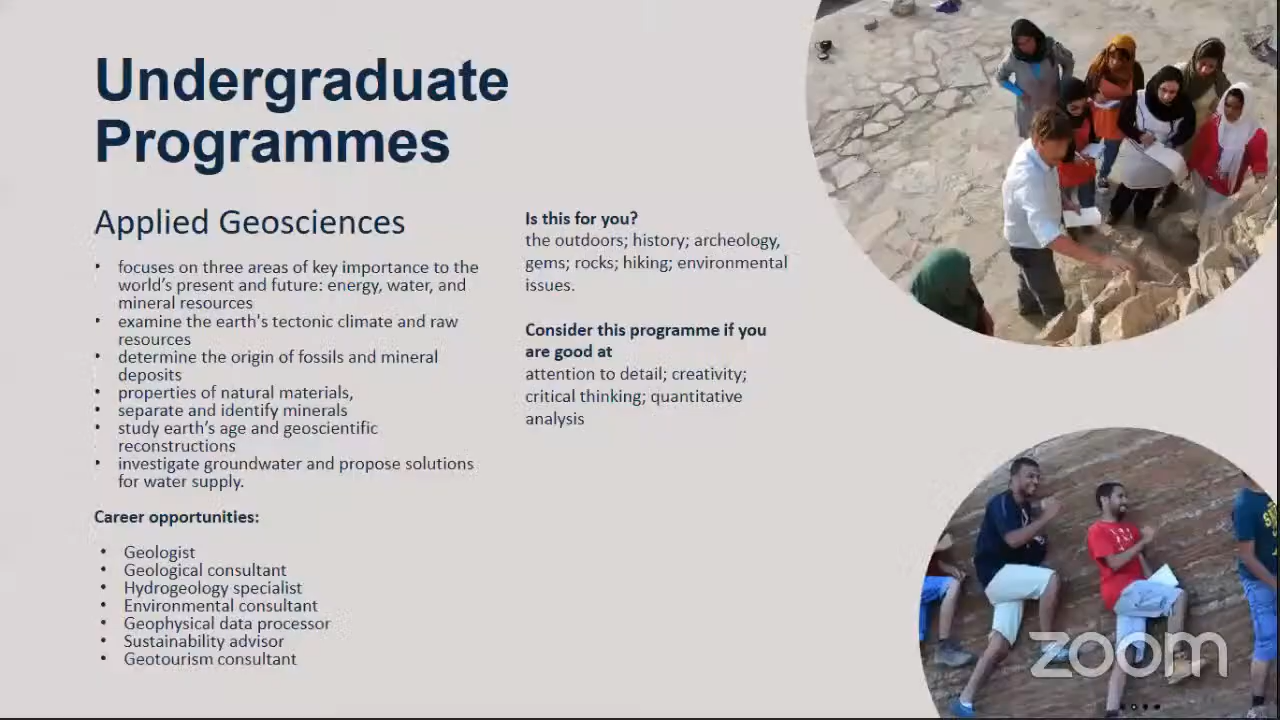 Undergraduate
Programmes
Applied Geosciences
• focuses on three areas of key importance to the
world's present and future: energy, water, and
mineral resources
• examine the earth's tectonic climate and raw
resources
• determine the origin of fossils and mineral
deposits
• properties of natural materials,
• separate and identify minerals
• study earth's age and geoscientific
reconstructions
• investigate groundwater and propose solutions
for water supply.
Career opportunities:
• Geologist
• Geological consultant
• Hydrogeology specialist
• Environmental consultant
• Geophysical data processor
• Sustainability advisor
• Geotourism consultant
Is this for you?
the outdoors; history; archeology,
gems; rocks; hiking; environmental
issues.
Consider this programme if you
are good at
attention to detail; creativity;
critical thinking; quantitative
analysis
zoom